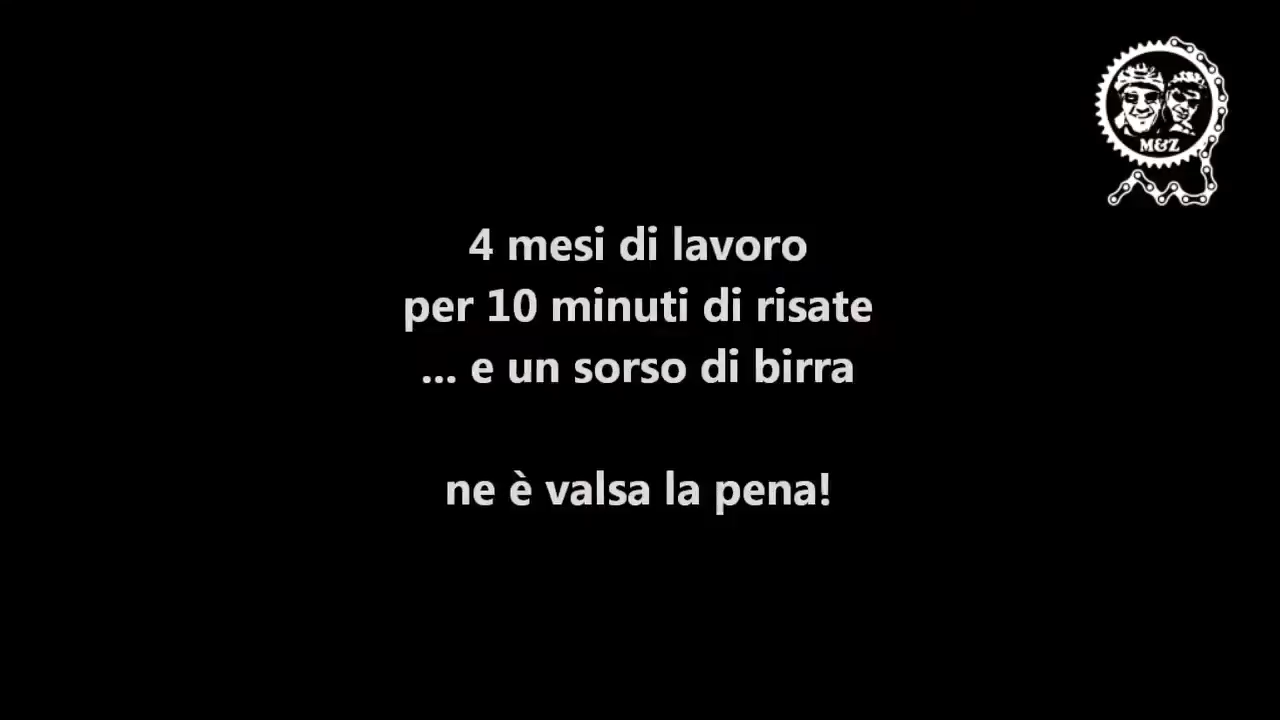 M&Z
4 mesi di lavoro
per 10 minuti di risate
... e un sorso di birra
ne è valsa la pena!